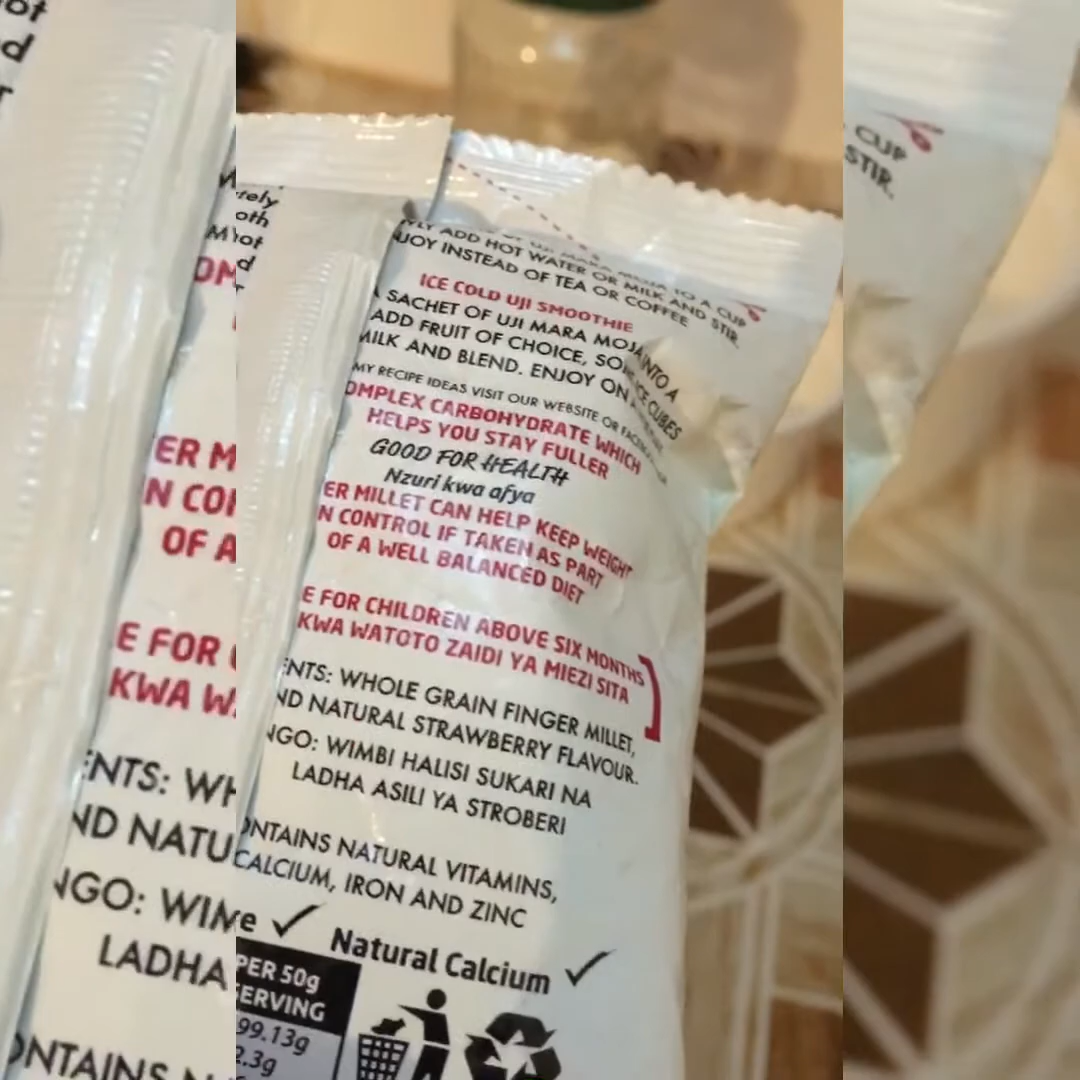 ADD HOT WATER OR MILK AND STIR.
NJOY INSTEAD OF TEA OR COFFEE
ICE COLD UJI SMOOTHIE
SACHET OF UJI MARA MOJA INTO A
ADD FRUIT OF CHOICE, ICE CUBES
MILK AND BLEND. ENJOY ON
MY RECIPE IDEAS VISIT OUR WEBSITE OR
OMPLEX CARBOHYDRATE WHICH
HELPS YOU STAY FULLER
GOOD FOR HEALTH
Nzuri kwa afya
ER MILLET CAN HELP KEEP WEIGHT
N CONTROL IF TAKEN AS PART
OF A WELL BALANCED DIET
E FOR CHILDREN ABOVE SIX MONTHS
KWA WATOTO ZAIDI YA MIEZI SITA
ENTS: WHOLE GRAIN FINGER MILLET,
ND NATURAL STRAWBERRY FLAVOUR.
NGO: WIMBI HALISI SUKARI NA
LADHA ASILI YA STROBERI
ONTAINS NATURAL VITAMINS,
CALCIUM, IRON AND ZINC
e ✓ Natural Calcium ✓
PER 50g
SERVING
99.13g
2.3g